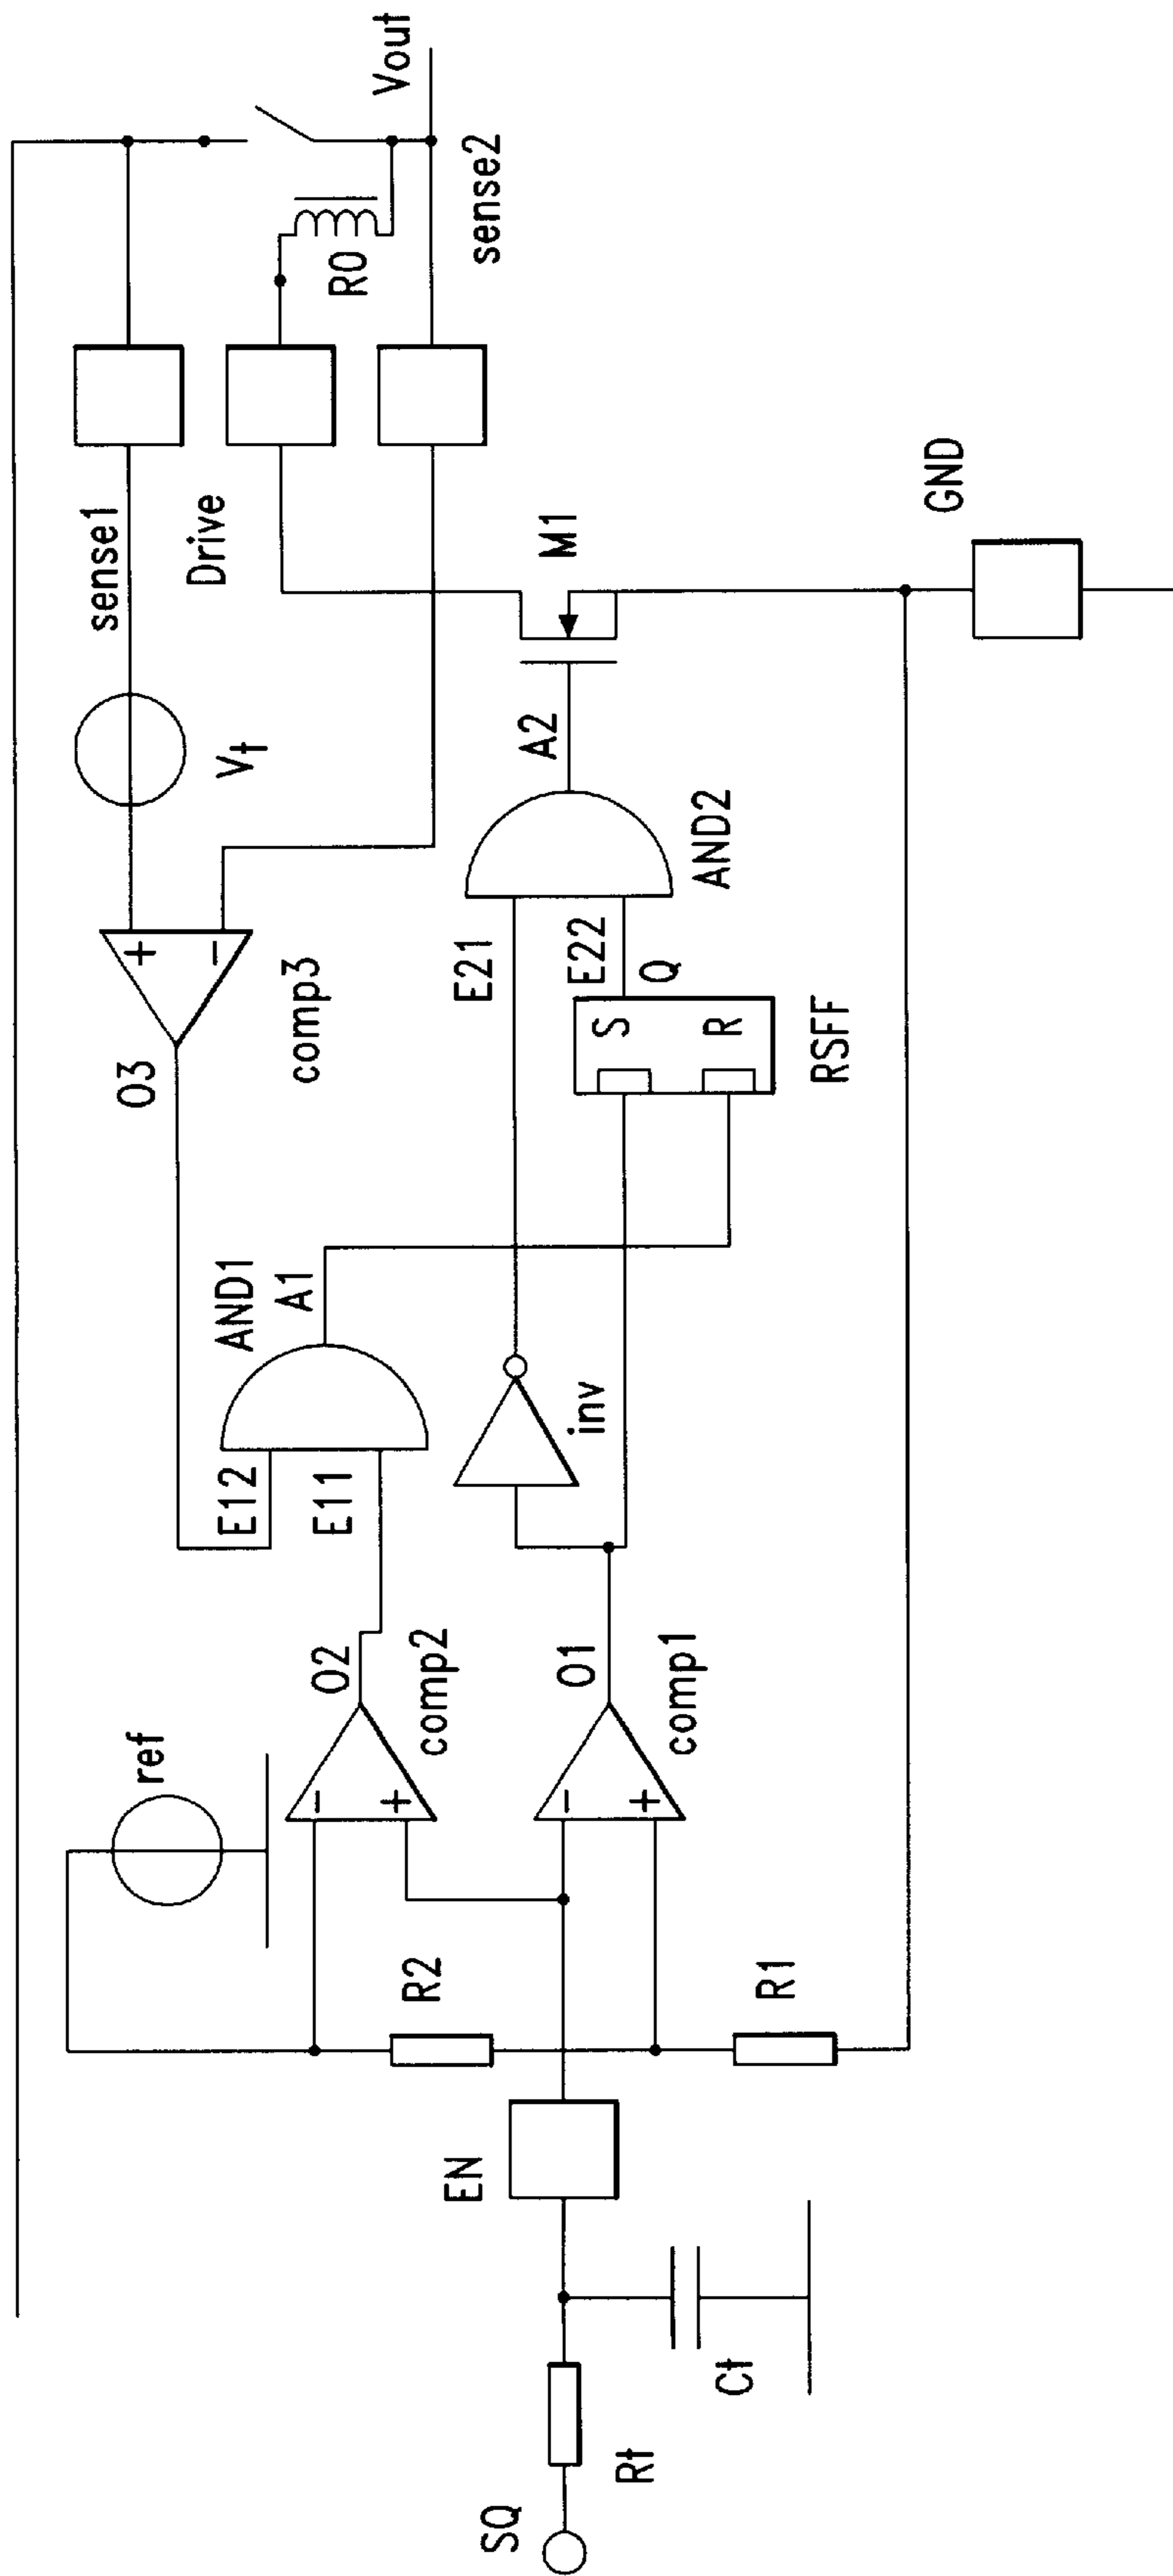 SQ
Rt
Ct
EN
R2
R1
ref
-
+
O2
comp2
-
+
O1
comp1
E12
E11
AND1
A1
inv
O3
+
-
comp3
Vt
sense1
Drive
E21
E22
Q
S
R
RSFF
AND2
A2
M1
GND
R0
sense2
Vout